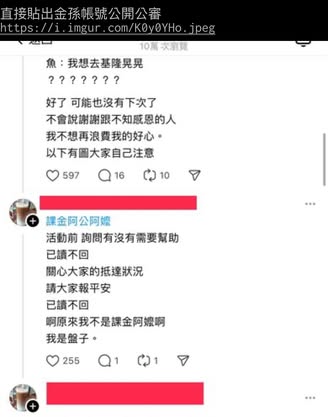 直接貼出金孫帳號公開公審
https://i.imgur.com/K0y0YHo.jpeg
10萬 次瀏覽
魚：我想去基隆晃晃
？？？？？？？
好了 可能也沒有下次了
不會說謝謝跟不知感恩的人
我不想再浪費我的好心。
以下有圖大家自己注意
597 16 10
課金阿公阿嬤
活動前 詢問有沒有需要幫助
已讀不回
關心大家的抵達狀況
請大家報平安
已讀不回
啊原來我不是課金阿嬤啊
我是盤子。
255 1 1